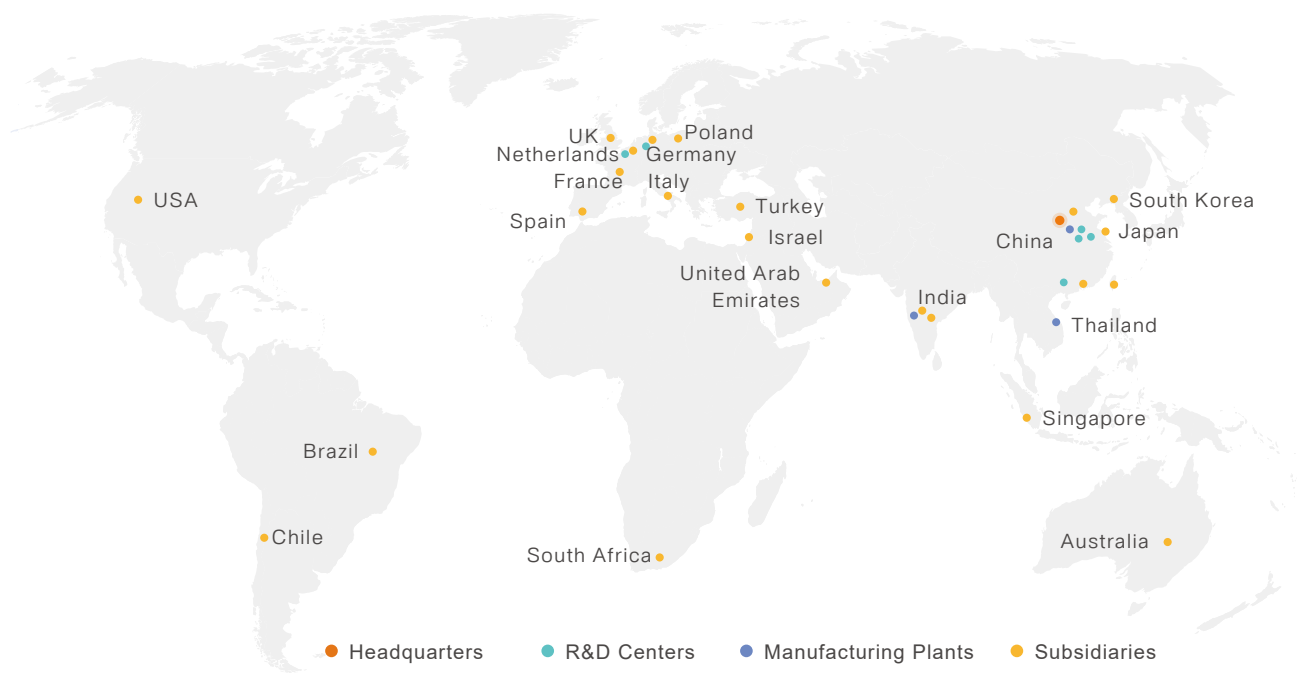 UK
Poland
Netherlands
Germany
France
Italy
USA
Spain
Turkey
Israel
South Korea
Japan
China
United Arab
Emirates
India
Thailand
Singapore
Brazil
Chile
South Africa
Australia
Headquarters
R&D Centers
Manufacturing Plants
Subsidiaries